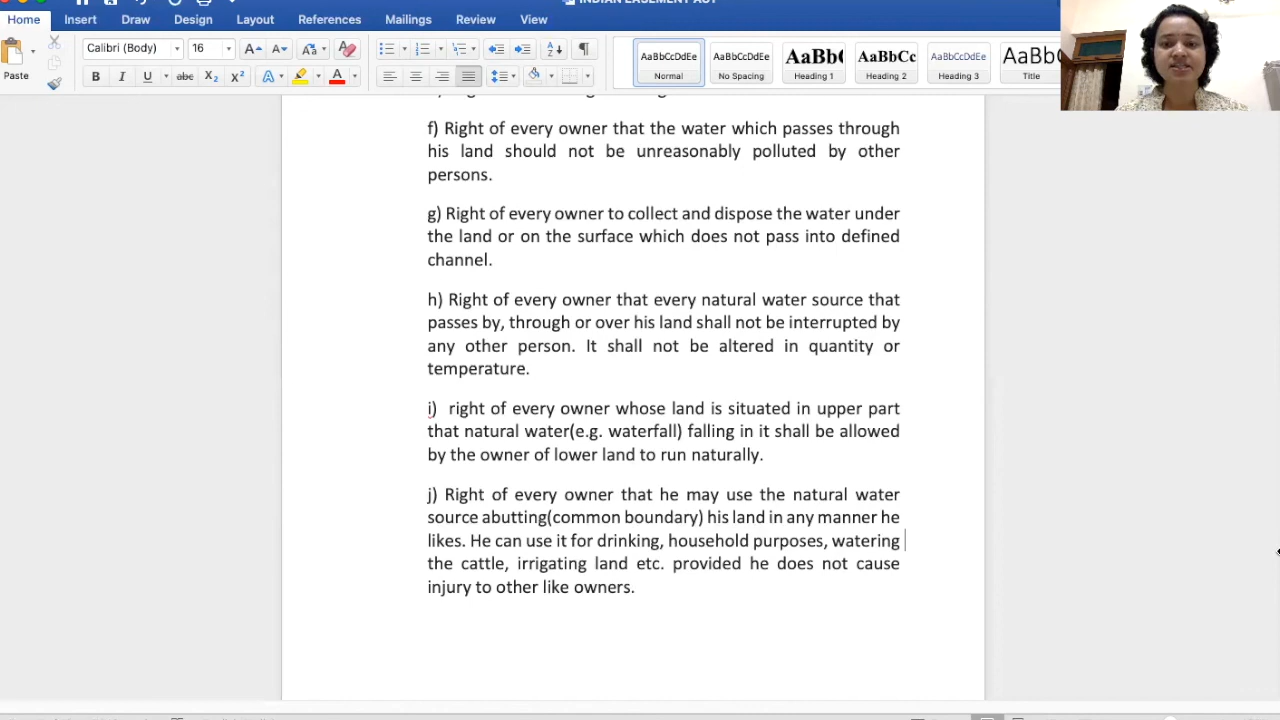 INDIAN EASEMENT ACT
Home Insert Draw Design Layout References Mailings Review View
Calibri (Body) 16
Paste
AaBbCcDdEe AaBbCcDdEe AaBb( AaBbCc AaBbCcDdEe AaBb(
Normal No Spacing Heading 1 Heading 2 Heading 3 Title
f) Right of every owner that the water which passes through
his land should not be unreasonably polluted by other
persons.
g) Right of every owner to collect and dispose the water under
the land or on the surface which does not pass into defined
channel.
h) Right of every owner that every natural water source that
passes by, through or over his land shall not be interrupted by
any other person. It shall not be altered in quantity or
temperature.
i) right of every owner whose land is situated in upper part
that natural water(e.g. waterfall) falling in it shall be allowed
by the owner of lower land to run naturally.
j) Right of every owner that he may use the natural water
source abutting(common boundary) his land in any manner he
likes. He can use it for drinking, household purposes, watering
the cattle, irrigating land etc. provided he does not cause
injury to other like owners.